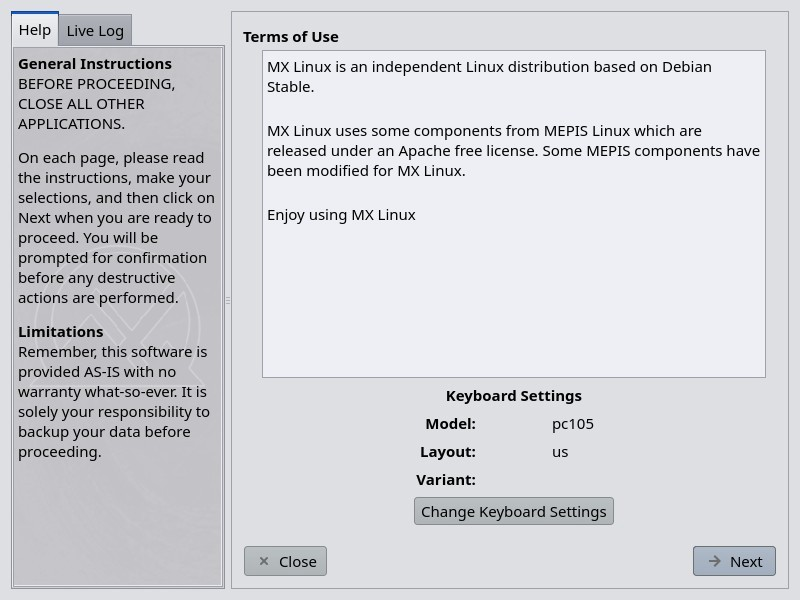 Help
Live Log
General Instructions
BEFORE PROCEEDING,
CLOSE ALL OTHER
APPLICATIONS.
On each page, please read
the instructions, make your
selections, and then click on
Next when you are ready to
proceed. You will be
prompted for confirmation
before any destructive
actions are performed.
Limitations
Remember, this software is
provided AS-IS with no
warranty what-so-ever. It is
solely your responsibility to
backup your data before
proceeding.
Terms of Use
MX Linux is an independent Linux distribution based on Debian
Stable.
MX Linux uses some components from MEPIS Linux which are
released under an Apache free license. Some MEPIS components have
been modified for MX Linux.
Enjoy using MX Linux
Keyboard Settings
Model: pc105
Layout: us
Variant:
Change Keyboard Settings
Close
Next